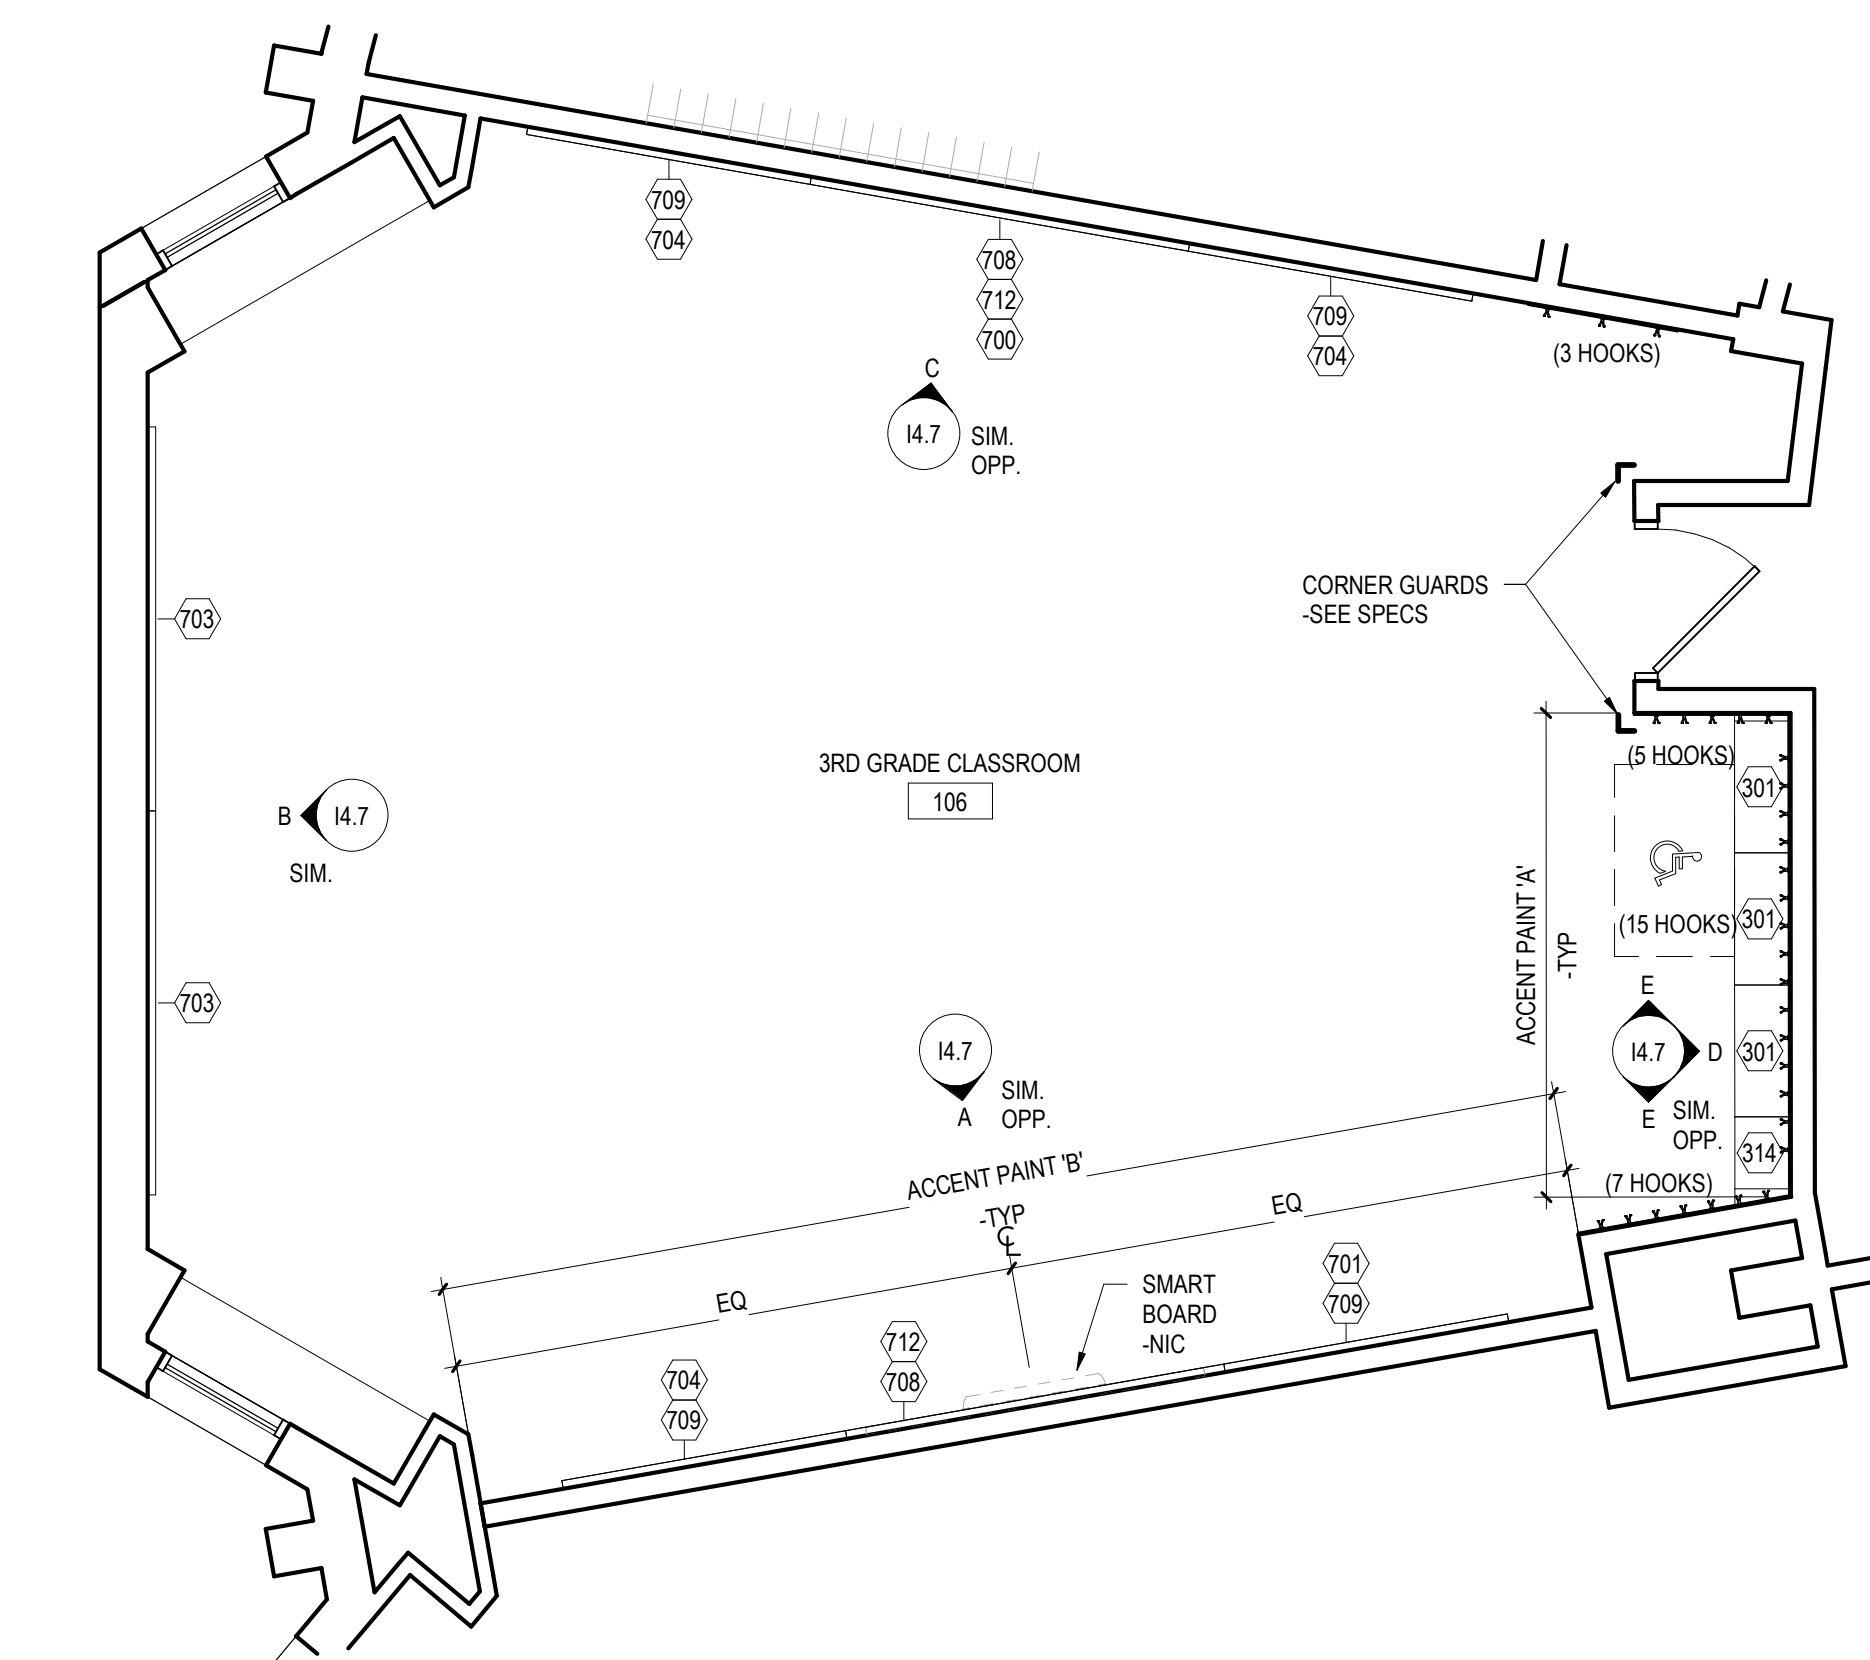 709
704
708
712
700
709
704
(3 HOOKS)
C
I4.7
SIM.
OPP.
CORNER GUARDS
-SEE SPECS
703
3RD GRADE CLASSROOM
106
(5 HOOKS)
301
B
I4.7
SIM.
(15 HOOKS)
301
ACCENT PAINT 'A'
-TYP
703
E
I4.7
D
301
E
SIM.
OPP.
314
(7 HOOKS)
I4.7
A
SIM.
OPP.
ACCENT PAINT 'B'
-TYP
CL
EQ
EQ
SMART
BOARD
-NIC
701
709
712
708
704
709